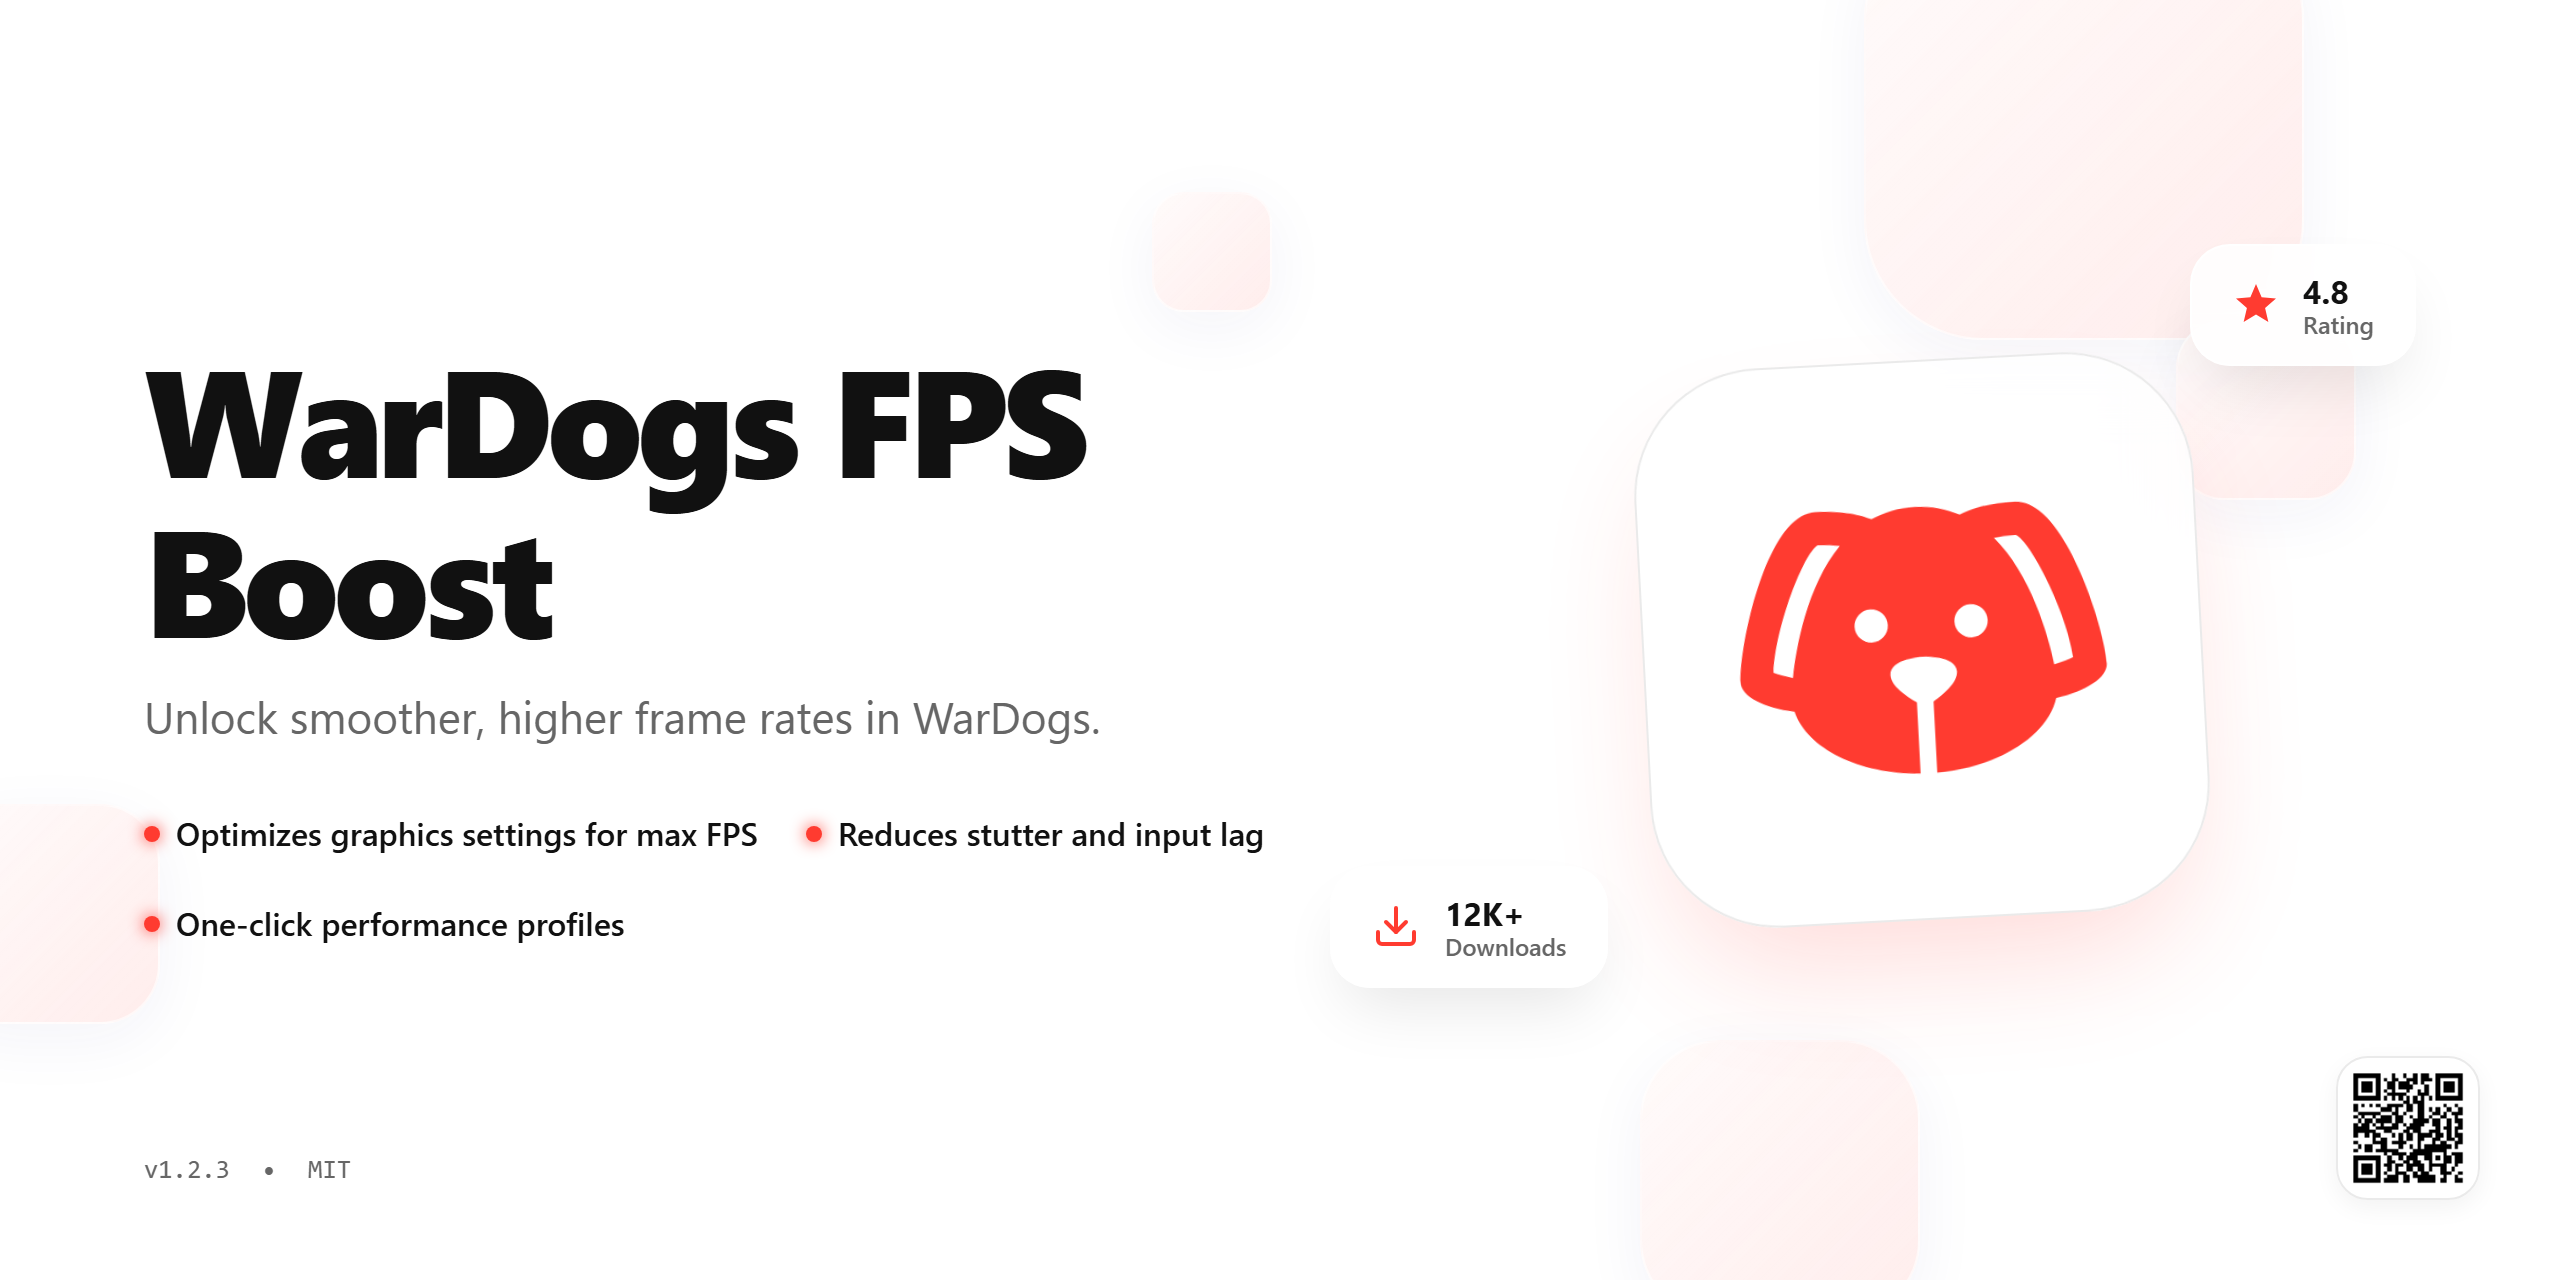 WarDogs FPS
Boost
Unlock smoother, higher frame rates in WarDogs.
Optimizes graphics settings for max FPS
Reduces stutter and input lag
One-click performance profiles
4.8
Rating
12K+
Downloads
v1.2.3 • MIT